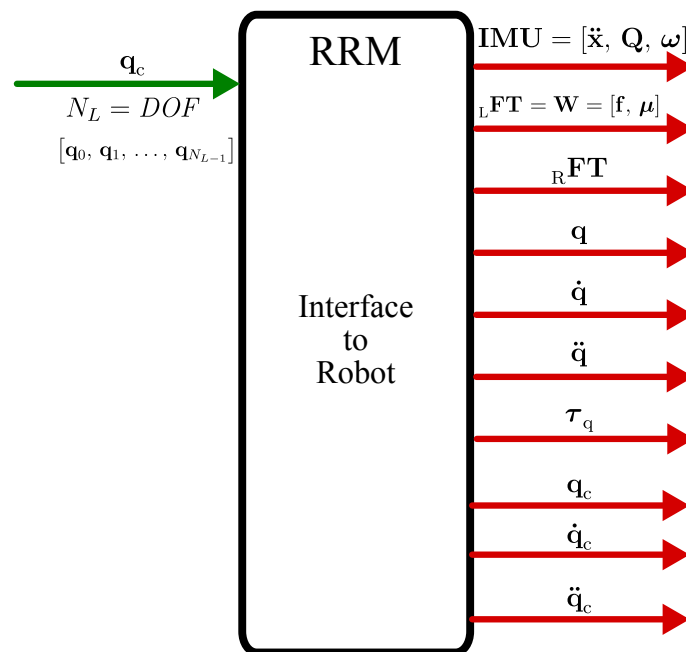 RRM
Interface
to
Robot
q_c
N_L = DOF
[q_0, q_1, …, q_{N_{L-1}}]
IMU = [ẍ, Q, ω]
_L FT = W = [f, μ]
_R FT
q
q̇
q̈
τ_q
q_c
q̇_c
q̈_c